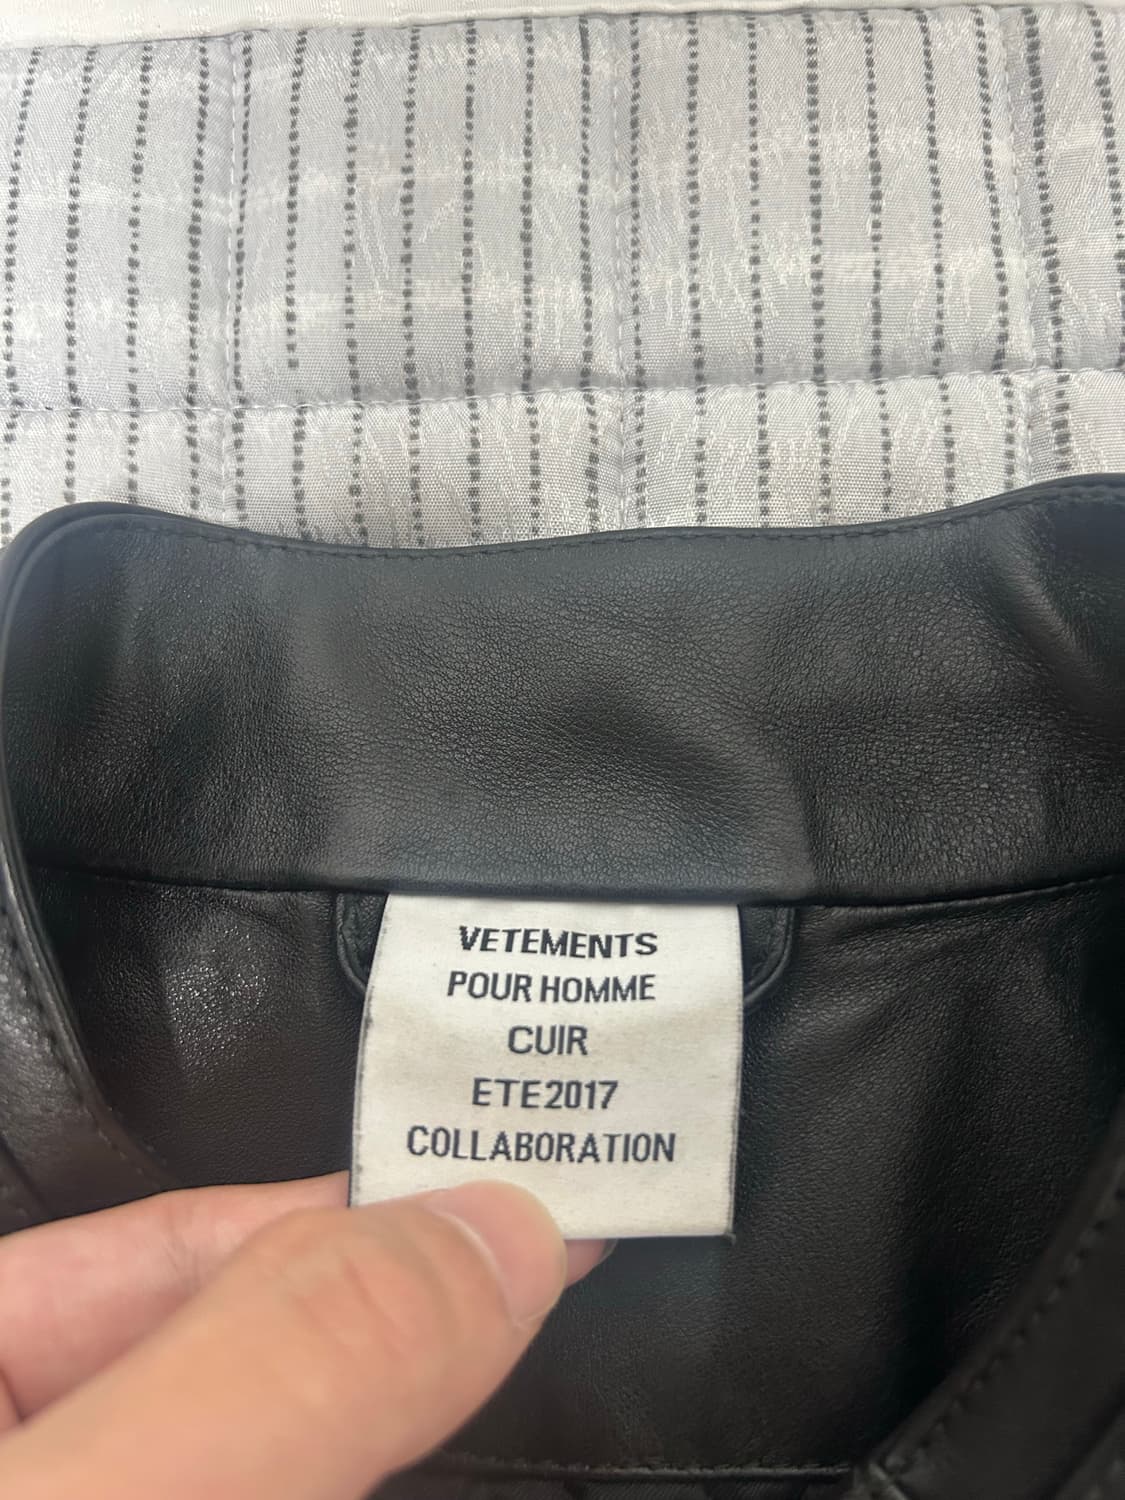 VETEMENTS
POUR HOMME
CUIR
ETE2017
COLLABORATION